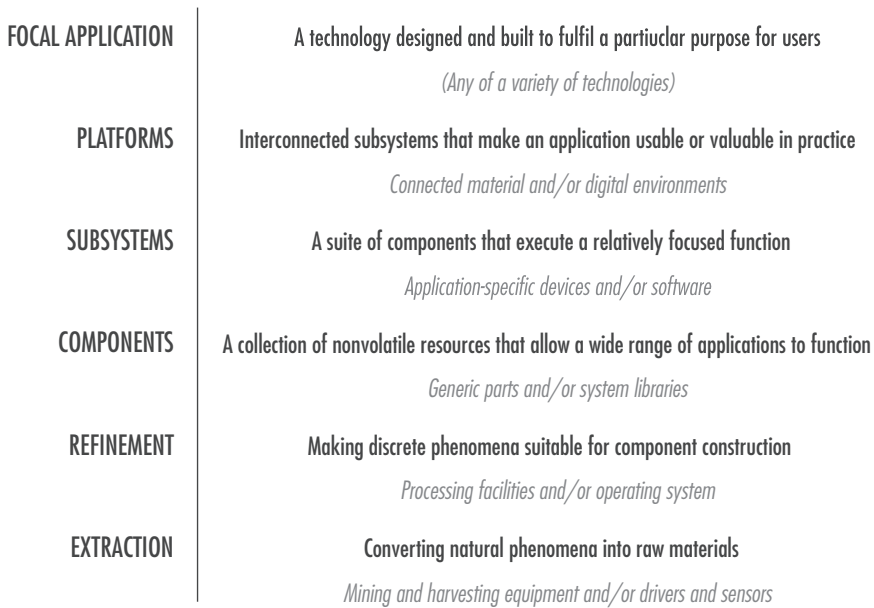 FOCAL APPLICATION A technology designed and built to fulfil a partiuclar purpose for users
(Any of a variety of technologies)
PLATFORMS Interconnected subsystems that make an application usable or valuable in practice
Connected material and/or digital environments
SUBSYSTEMS A suite of components that execute a relatively focused function
Application-specific devices and/or software
COMPONENTS A collection of nonvolatile resources that allow a wide range of applications to function
Generic parts and/or system libraries
REFINEMENT Making discrete phenomena suitable for component construction
Processing facilities and/or operating system
EXTRACTION Converting natural phenomena into raw materials
Mining and harvesting equipment and/or drivers and sensors